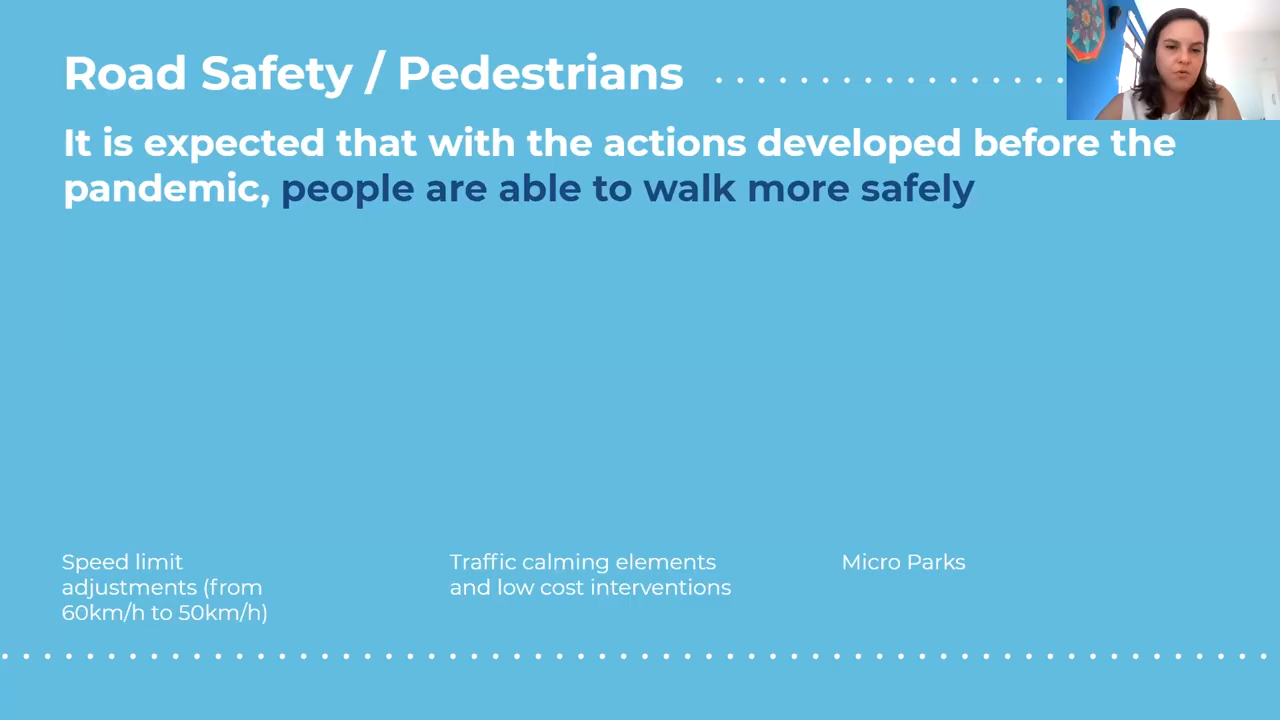 Road Safety / Pedestrians
It is expected that with the actions developed before the
pandemic, people are able to walk more safely
Speed limit
adjustments (from
60km/h to 50km/h)
Traffic calming elements
and low cost interventions
Micro Parks